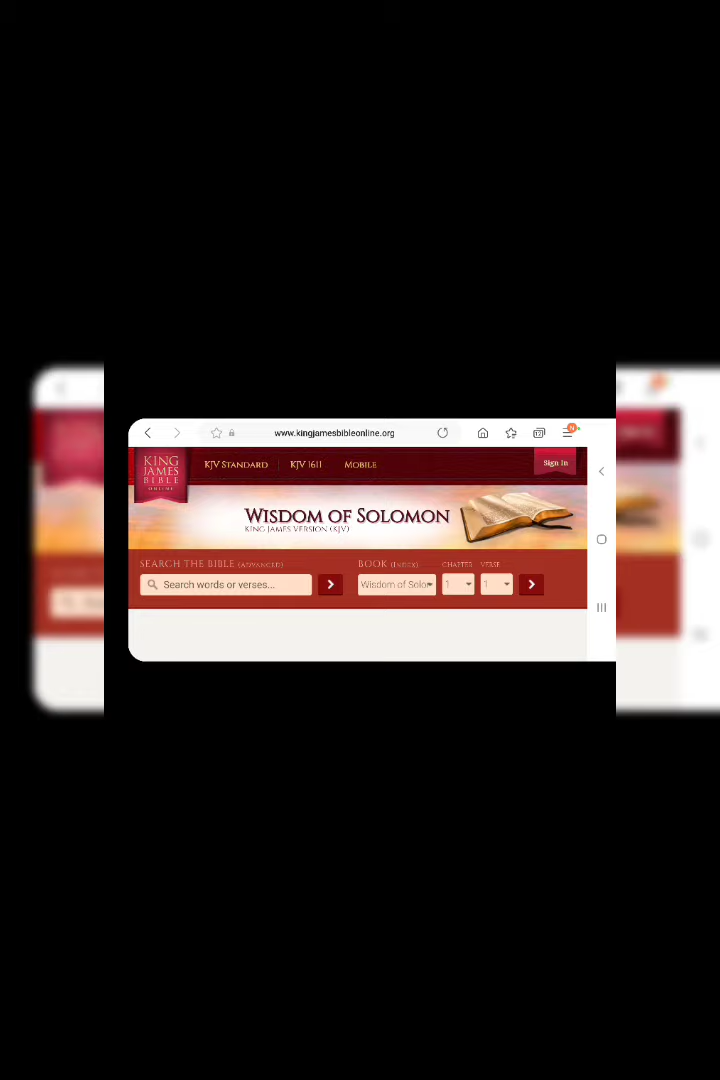 www.kingjamesbibleonline.org
KING
JAMES
BIBLE
ONLINE
KJV STANDARD
KJV 1611
MOBILE
Sign In
WISDOM OF SOLOMON
KING JAMES VERSION (KJV)
SEARCH THE BIBLE (ADVANCED)
BOOK (INDEX)
CHAPTER
VERSE
Search words or verses...
Wisdom of Solo
1
1
N